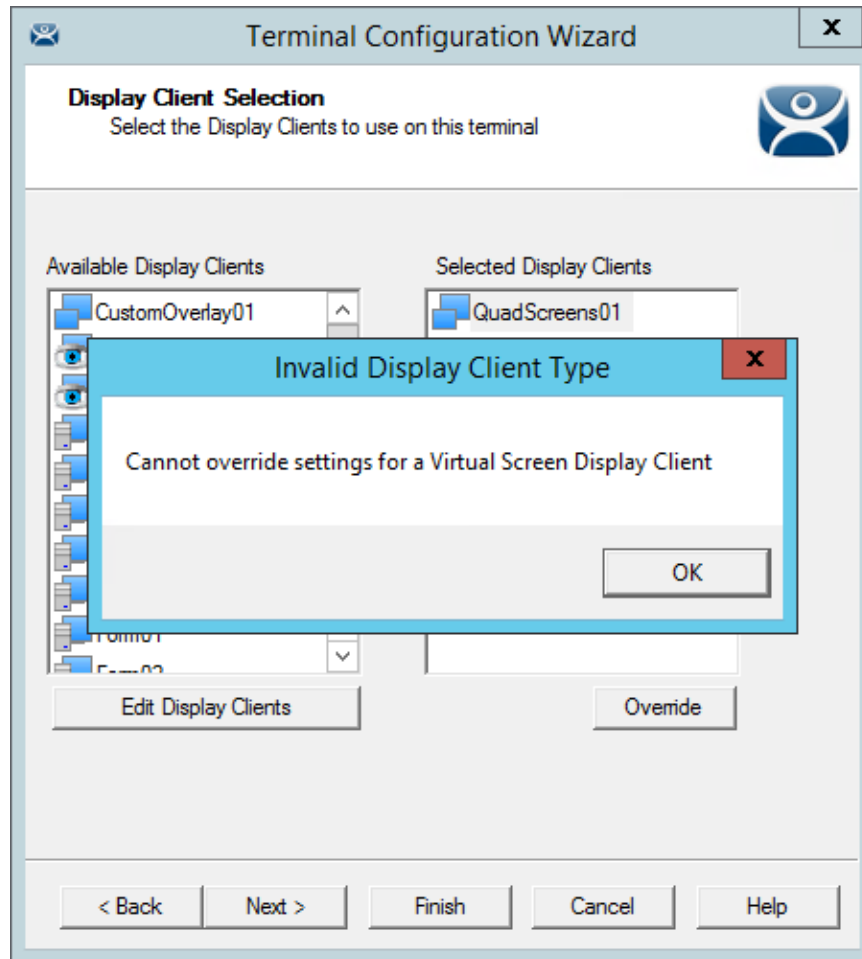 Terminal Configuration Wizard
x
Display Client Selection
Select the Display Clients to use on this terminal
Available Display Clients
Selected Display Clients
CustomOverlay01
QuadScreens01
Invalid Display Client Type
x
Cannot override settings for a Virtual Screen Display Client
OK
Edit Display Clients
Override
< Back
Next >
Finish
Cancel
Help